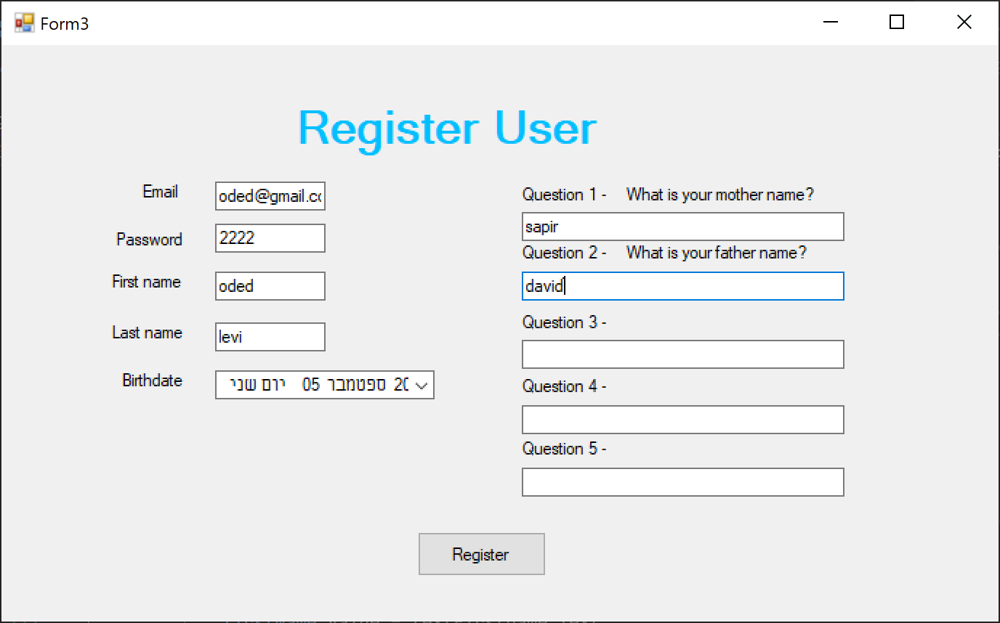 Form3
Register User
Email
oded@gmail.cc
Password
2222
First name
oded
Last name
levi
Birthdate
יום שני 05 ספטמבר 20
Question 1 - What is your mother name?
sapir
Question 2 - What is your father name?
david
Question 3 -
Question 4 -
Question 5 -
Register